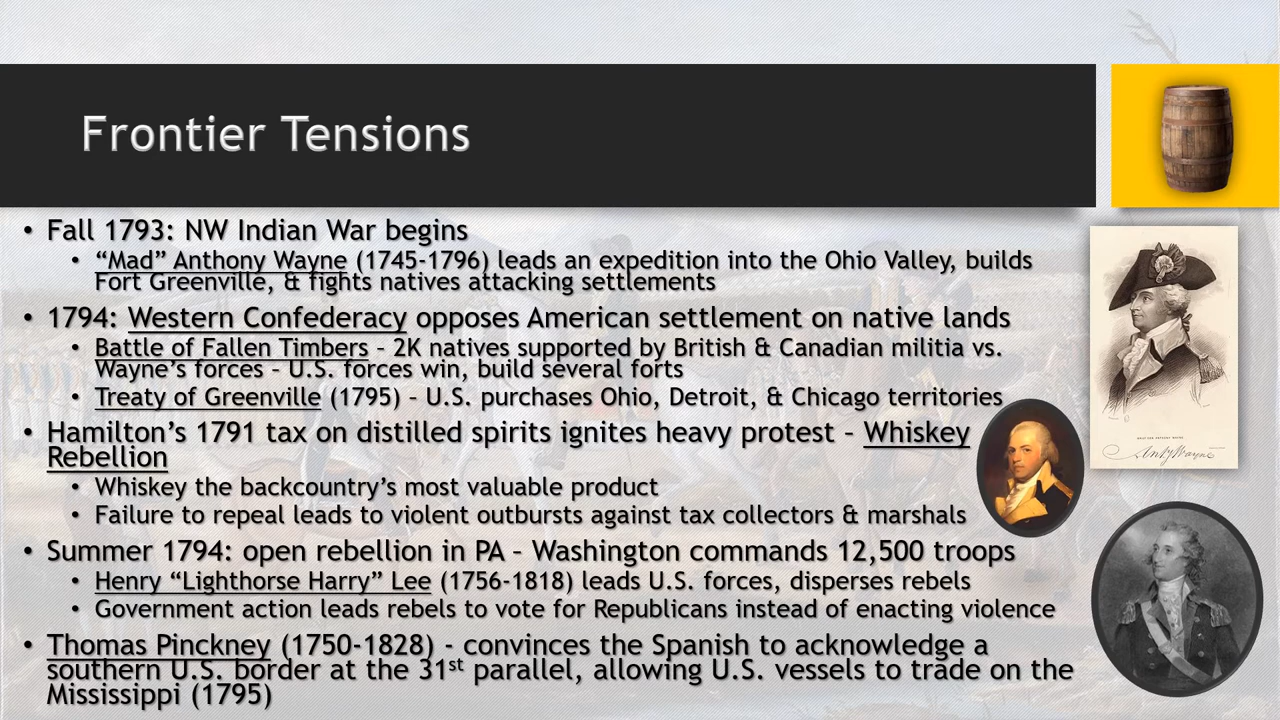 Frontier Tensions
• Fall 1793: NW Indian War begins
• “Mad” Anthony Wayne (1745-1796) leads an expedition into the Ohio Valley, builds
Fort Greenville, & fights natives attacking settlements
• 1794: Western Confederacy opposes American settlement on native lands
• Battle of Fallen Timbers – 2K natives supported by British & Canadian militia vs.
Wayne’s forces – U.S. forces win, build several forts
• Treaty of Greenville (1795) – U.S. purchases Ohio, Detroit, & Chicago territories
• Hamilton’s 1791 tax on distilled spirits ignites heavy protest – Whiskey
Rebellion
• Whiskey the backcountry’s most valuable product
• Failure to repeal leads to violent outbursts against tax collectors & marshals
• Summer 1794: open rebellion in PA – Washington commands 12,500 troops
• Henry “Lighthorse Harry” Lee (1756-1818) leads U.S. forces, disperses rebels
• Government action leads rebels to vote for Republicans instead of enacting violence
• Thomas Pinckney (1750-1828) - convinces the Spanish to acknowledge a
southern U.S. border at the 31st parallel, allowing U.S. vessels to trade on the
Mississippi (1795)
Anty Wayne